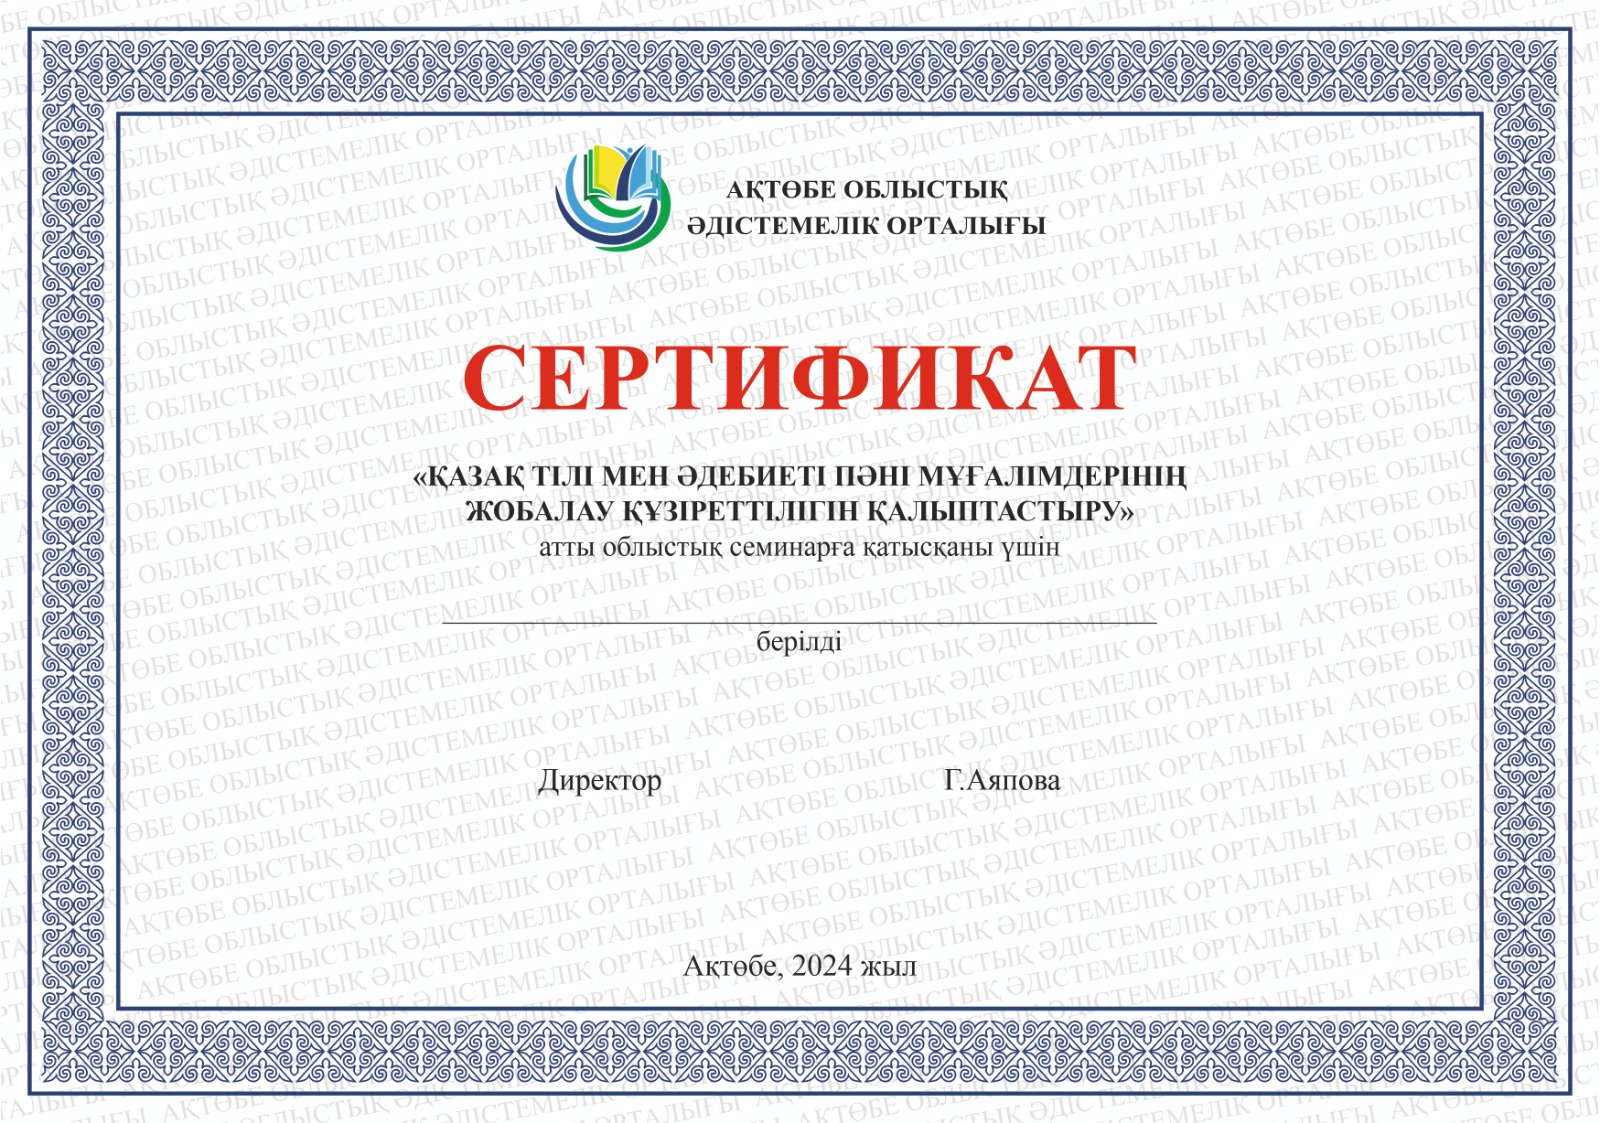 АҚТӨБЕ ОБЛЫСТЫҚ
ӘДІСТЕМЕЛІК ОРТАЛЫҒЫ
СЕРТИФИКАТ
«ҚАЗАҚ ТІЛІ МЕН ӘДЕБИЕТІ ПӘНІ МҰҒАЛІМДЕРІНІҢ
ЖОБАЛАУ ҚҰЗІРЕТТІЛІГІН ҚАЛЫПТАСТЫРУ»
атты облыстық семинарға қатысқаны үшін
берілді
Директор Г.Аяпова
Ақтөбе, 2024 жыл